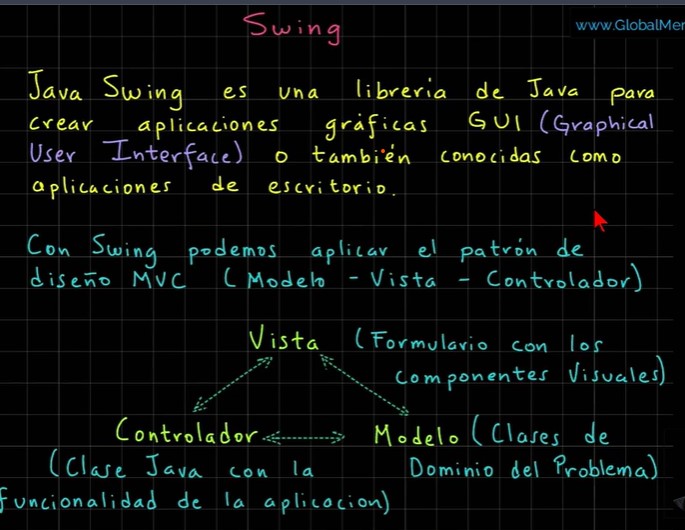 Swing
www.GlobalMen
Java Swing es una libreria de Java para
crear aplicaciones gráficas GUI (Graphical
User Interface) o también conocidas como
aplicaciones de escritorio.
Con Swing podemos aplicar el patrón de
diseño MVC (Modelo - Vista - Controlador)
Vista (Formulario con los
componentes Visuales)
Controlador Modelo (Clases de
(Clase Java con la Dominio del Problema)
funcionalidad de la aplicacion)